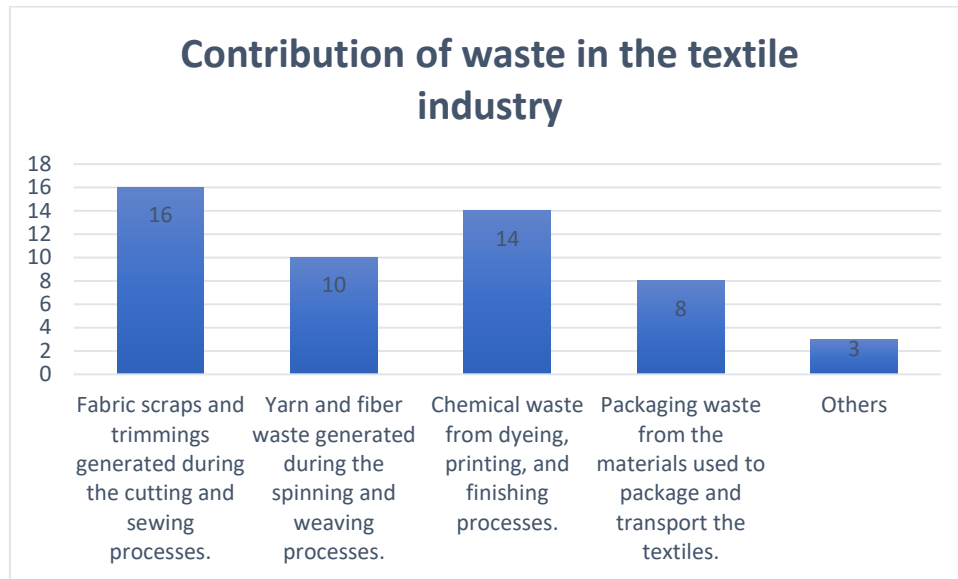 Contribution of waste in the textile
industry
18
16
14
12
10
8
6
4
2
0
16
10
14
8
3
Fabric scraps and
trimmings
generated during
the cutting and
sewing
processes.
Yarn and fiber
waste generated
during the
spinning and
weaving
processes.
Chemical waste
from dyeing,
printing, and
finishing
processes.
Packaging waste
from the
materials used to
package and
transport the
textiles.
Others